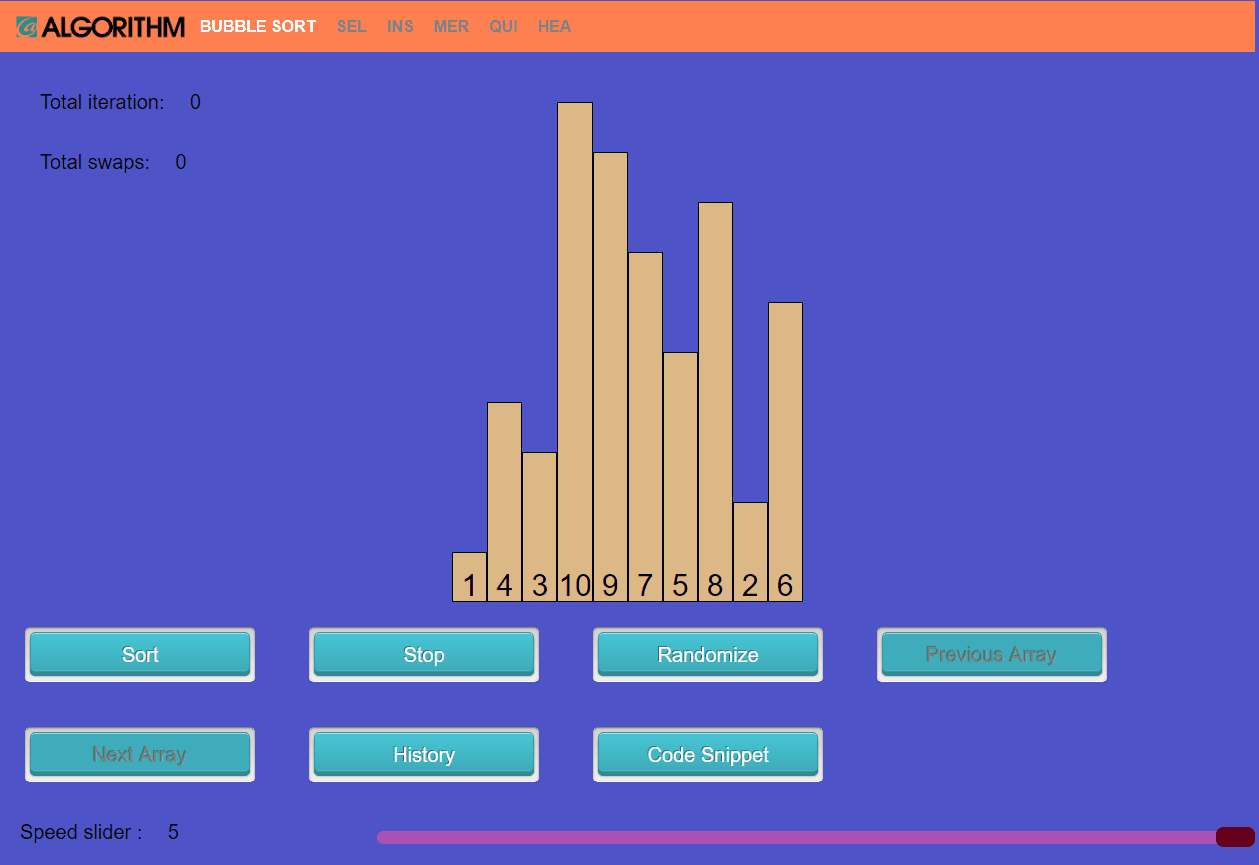 ALGORITHM BUBBLE SORT SEL INS MER QUI HEA
Total iteration: 0
Total swaps: 0
1 4 3 10 9 7 5 8 2 6
Sort Stop Randomize Previous Array
Next Array History Code Snippet
Speed slider : 5